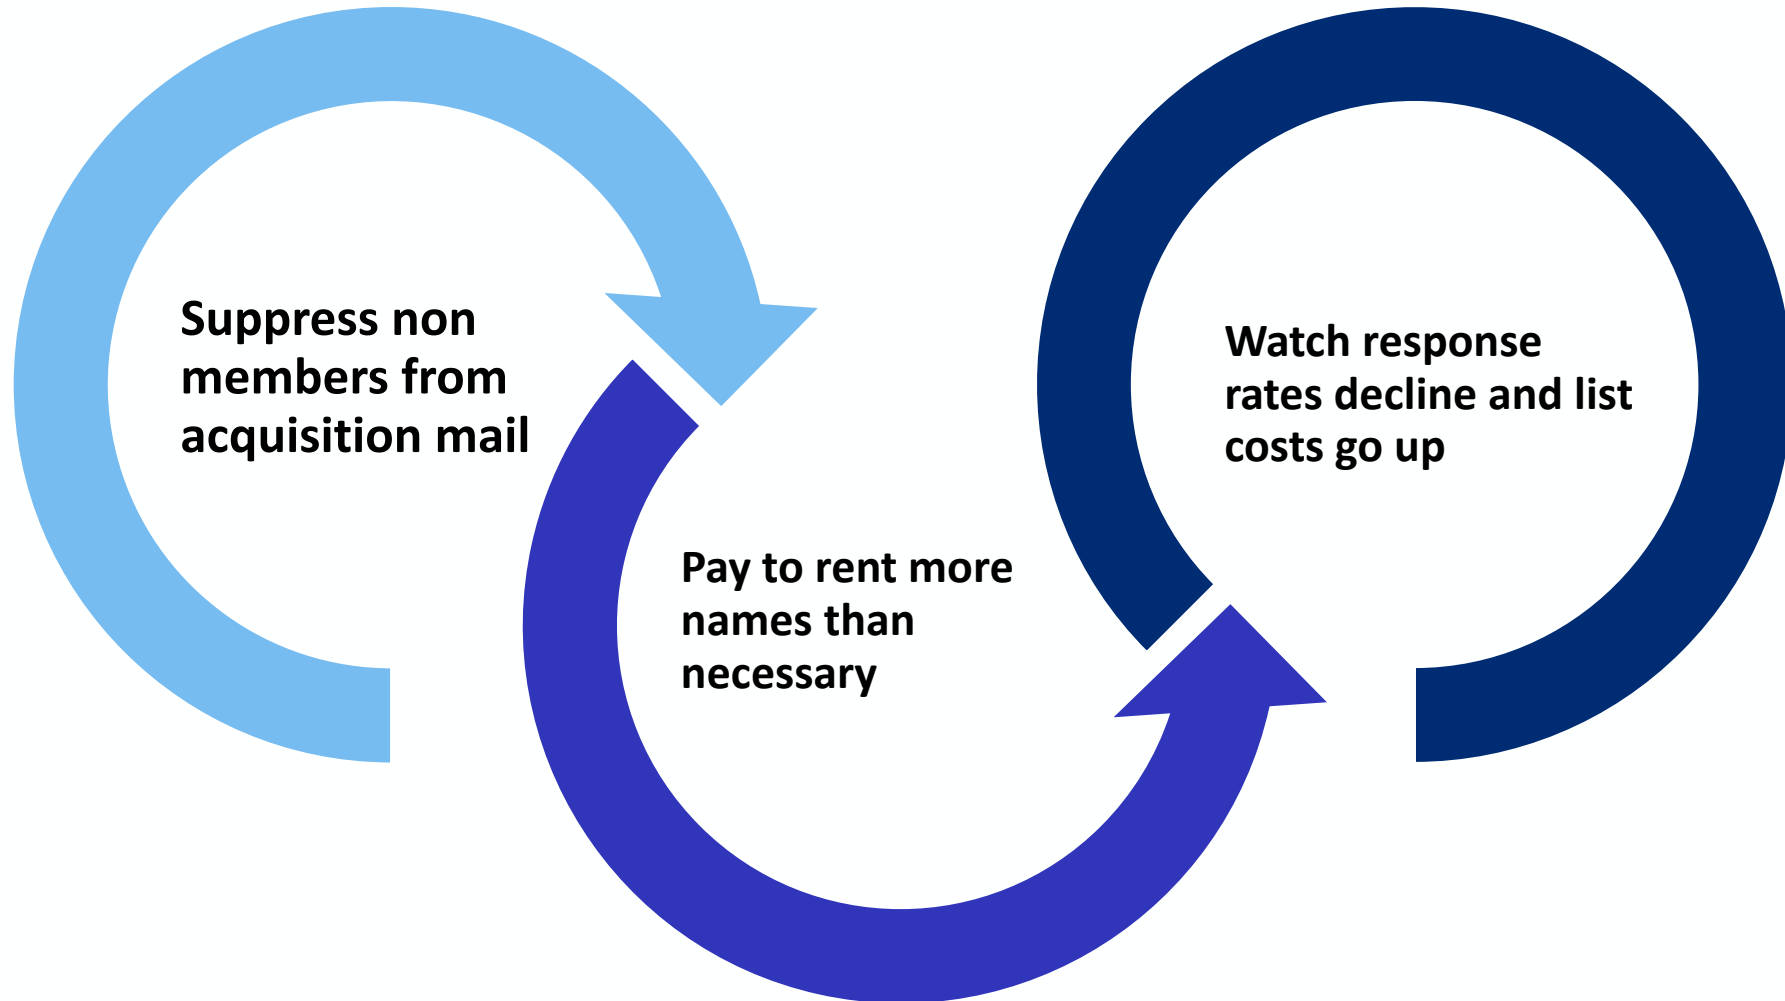 Suppress non
members from
acquisition mail
Pay to rent more
names than
necessary
Watch response
rates decline and list
costs go up